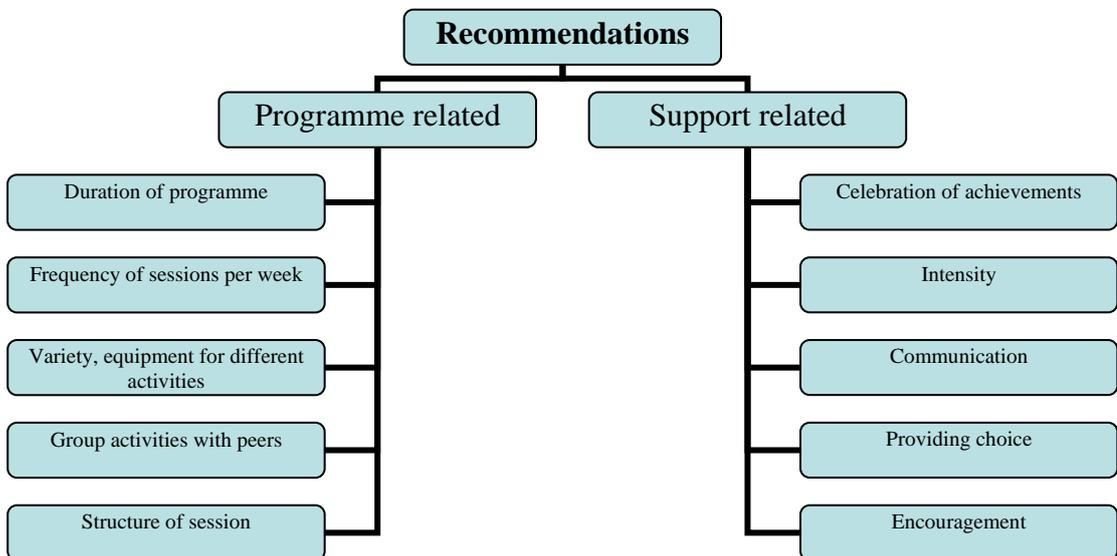 Recommendations
Programme related
Support related
Duration of programme
Frequency of sessions per week
Variety, equipment for different
activities
Group activities with peers
Structure of session
Celebration of achievements
Intensity
Communication
Providing choice
Encouragement